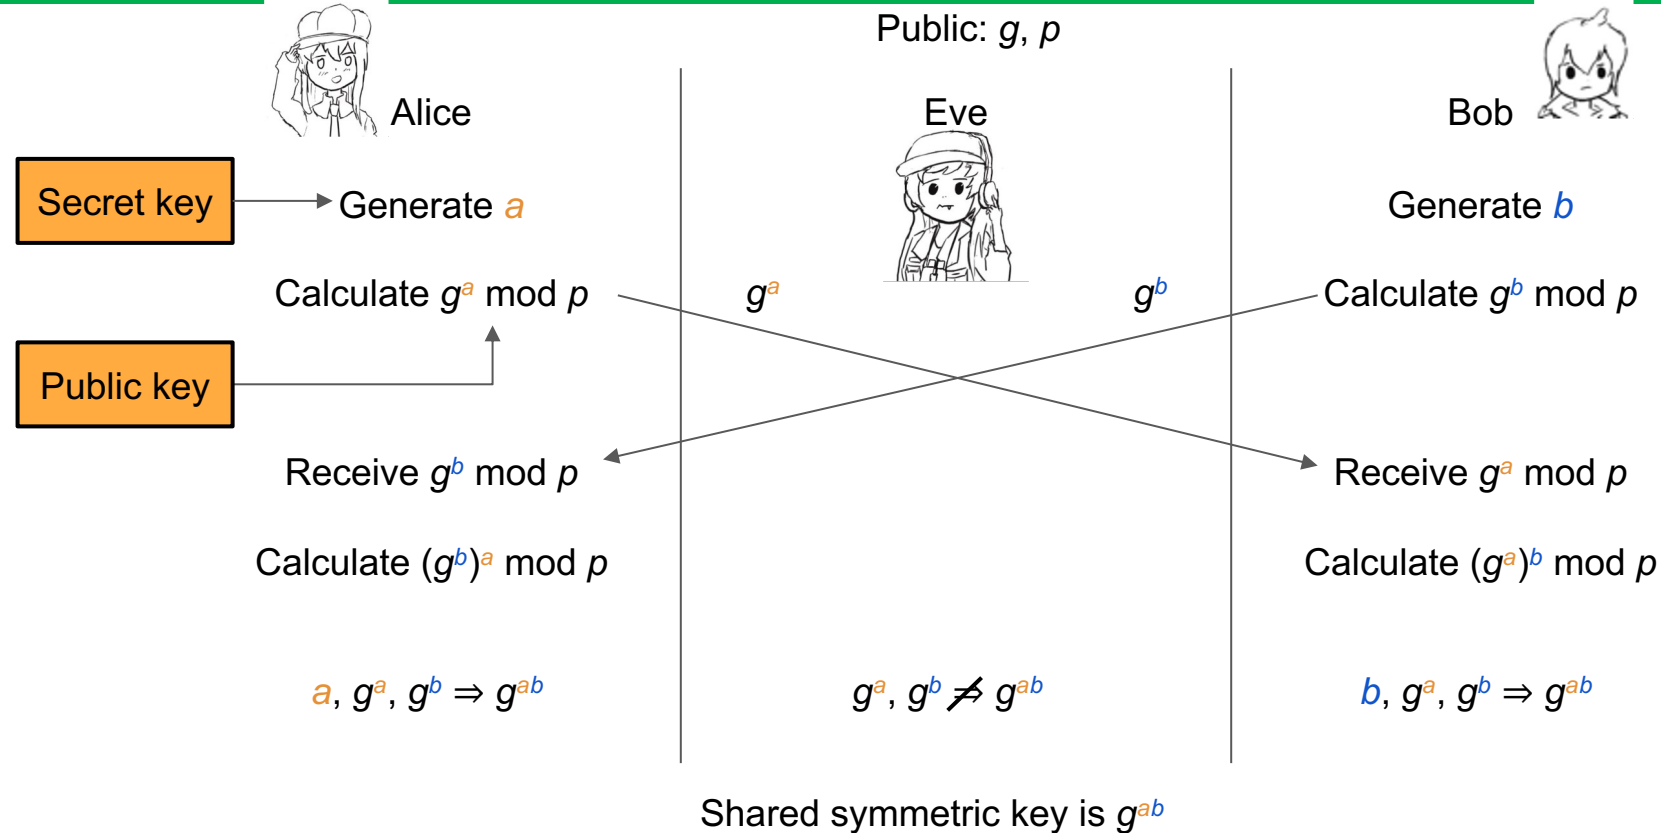 Public: g, p
Alice
Eve
Bob
Secret key
Generate a
Generate b
Calculate gᵃ mod p
gᵃ
gᵇ
Calculate gᵇ mod p
Public key
Receive gᵇ mod p
Receive gᵃ mod p
Calculate (gᵇ)ᵃ mod p
Calculate (gᵃ)ᵇ mod p
a, gᵃ, gᵇ ⇒ gᵃᵇ
gᵃ, gᵇ ⇏ gᵃᵇ
b, gᵃ, gᵇ ⇒ gᵃᵇ
Shared symmetric key is gᵃᵇ